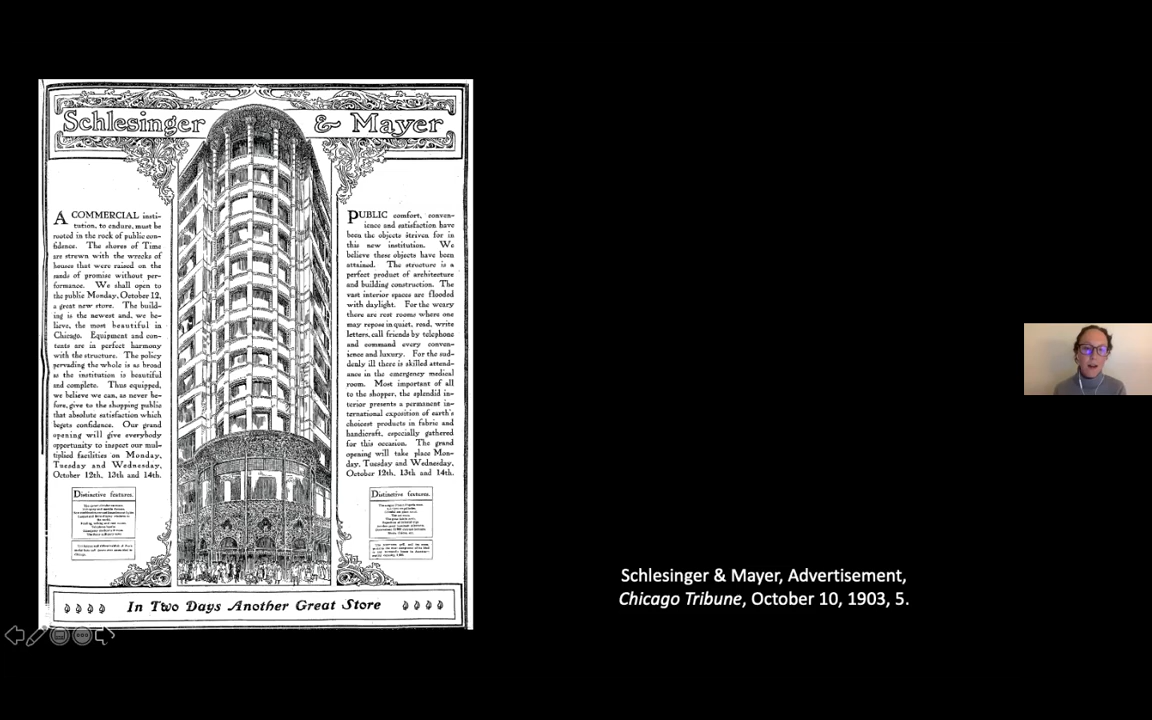 Schlesinger & Mayer
A COMMERCIAL insti-
tution, to endure, must be
rooted in the rock of public con-
fidence. The shores of Time
are strewn with the wrecks of
houses that were raised on the
sands of promise without per-
formance. We shall open to
the public Monday, October 12,
a great new store. The build-
ing is the newest and, we be-
lieve, the most beautiful in
Chicago. Equipment and con-
tents are in perfect harmony
with the structure. The policy
pervading the whole is as broad
as the institution is beautiful
and complete. Thus equipped,
we believe we can, as never be-
fore, give to the shopping public
that absolute satisfaction which
begets confidence. Our grand
opening will give everybody
opportunity to inspect our mul-
tiplied facilities on Monday,
Tuesday and Wednesday,
October 12th, 13th and 14th.
Distinctive features.
PUBLIC comfort, conven-
ience and satisfaction have
been the objects striven for in
this new institution. We
believe these objects have been
attained. The structure is a
perfect product of architecture
and building construction. The
vast interior spaces are flooded
with daylight. For the weary
there are rest rooms where one
may repose in quiet, read, write
letters, call friends by telephone
and command every conven-
ience and luxury. For the sud-
denly ill there is skilled attend-
ance in the emergency medical
room. Most important of all
to the shopper, the splendid in-
terior presents a permanent in-
ternational exposition of earth's
choicest products in fabric and
handicraft, especially gathered
for this occasion. The grand
opening will take place Mon-
day, Tuesday and Wednesday,
October 12th, 13th and 14th.
Distinctive features.
In Two Days Another Great Store
Schlesinger & Mayer, Advertisement,
Chicago Tribune, October 10, 1903, 5.